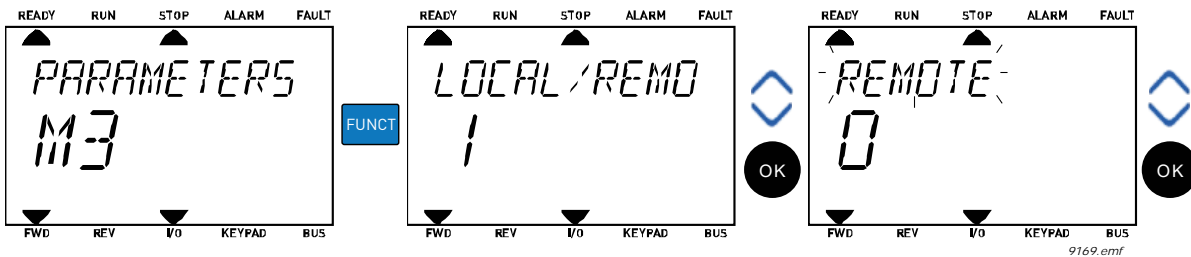 READY RUN STOP ALARM FAULT
PARAMETERS
M3
FWD REV I/O KEYPAD BUS
FUNCT
READY RUN STOP ALARM FAULT
LOCAL/REMO
1
FWD REV I/O KEYPAD BUS
OK
READY RUN STOP ALARM FAULT
REMOTE
0
FWD REV I/O KEYPAD BUS
OK
9169.emf